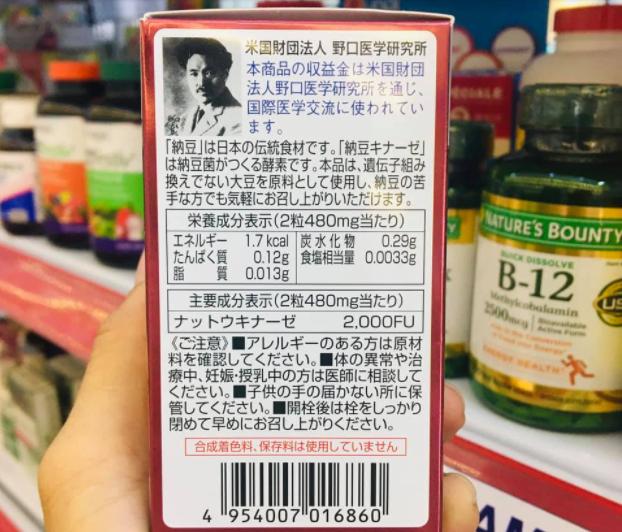 米国財団法人 野口医学研究所
本商品の収益金は米国財団
法人野口医学研究所を通じ、
国際医学交流に使われてい
ます。
「納豆」は日本の伝統食材です。「納豆キナーゼ」
は納豆菌がつくる酵素です。本品は、遺伝子組み
換えでない大豆を原料として使用し、納豆の苦
手な方でも気軽にお召し上がりいただけます。
栄養成分表示(2粒480mg当たり)
エネルギー 1.7kcal 炭水化物 0.29g
たんぱく質 0.12g 食塩相当量 0.0033g
脂質 0.013g
主要成分表示(2粒480mg当たり)
ナットウキナーゼ 2,000FU
《ご注意》■アレルギーのある方は原材
料を確認してください。■体の異常や治
療中、妊娠・授乳中の方は医師に相談して
ください。■子供の手の届かない所に保
管してください。■開栓後は栓をしっかり
閉めて早めにお召し上がりください。
合成着色料、保存料は使用していません
4 954007 016860
NATURE'S BOUNTY
QUICK DISSOLVE
B-12
Methylcobalamin
2500mcg
Bioavailable
Active Form
ENERGY HEALTH